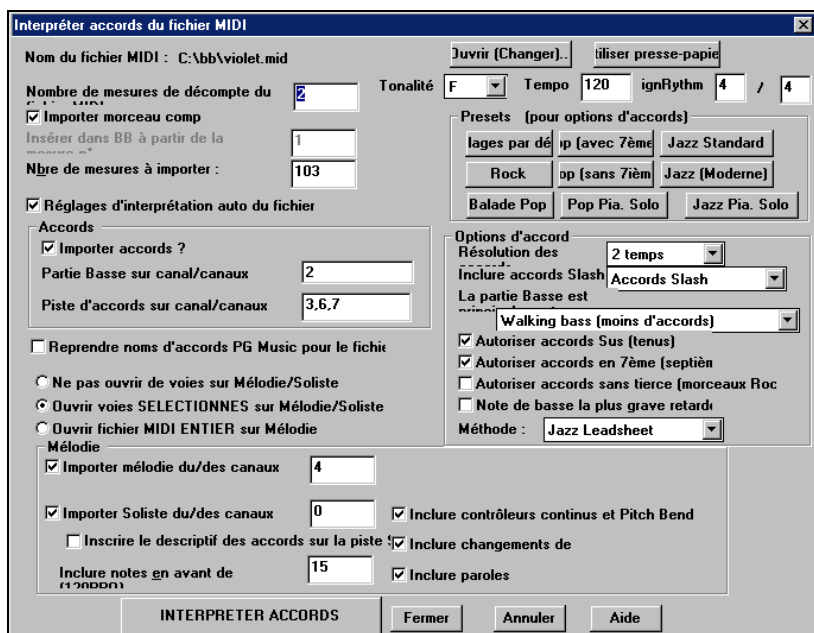 Interpréter accords du fichier MIDI
Nom du fichier MIDI : C:\bb\violet.mid
Ouvrir (Changer)..
tiliser presse-papie
Nombre de mesures de décompte du
fichier MIDI
2
Tonalité F Tempo 120 ignRythm 4 / 4
Importer morceau comp
Insérer dans BB à partir de la
mesure n°
1
Nbre de mesures à importer : 103
Presets (pour options d'accords)
lages par dé
op (avec 7ème
Jazz Standard
Rock
op (sans 7ièm
Jazz (Moderne)
Balade Pop
Pop Pia. Solo
Jazz Pia. Solo
Réglages d'interprétation auto du fichier
Accords
Importer accords ?
Partie Basse sur canal/canaux 2
Piste d'accords sur canal/canaux 3,6,7
Options d'accord
Résolution des
accords
2 temps
Inclure accords Slash Accords Slash
La partie Basse est
Walking bass (moins d'accords)
Autoriser accords Sus (tenus)
Autoriser accords en 7ème (septièm
Autoriser accords sans tierce (morceaux Roc
Note de basse la plus grave retarde
Méthode : Jazz Leadsheet
Reprendre noms d'accords PG Music pour le fichie
Ne pas ouvrir de voies sur Mélodie/Soliste
Ouvrir voies SELECTIONNES sur Mélodie/Soliste
Ouvrir fichier MIDI ENTIER sur Mélodie
Mélodie
Importer mélodie du/des canaux 4
Importer Soliste du/des canaux 0
Inscrire le descriptif des accords sur la piste S
Inclure notes en avant de
(120PPQ)
15
Inclure contrôleurs continus et Pitch Bend
Inclure changements de
Inclure paroles
INTERPRETER ACCORDS
Fermer
Annuler
Aide